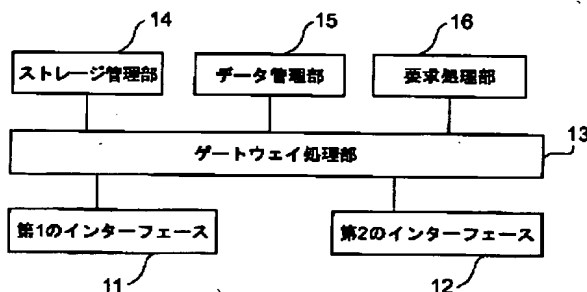 14
15
16
ストレージ管理部
データ管理部
要求処理部
13
ゲートウェイ処理部
第1のインターフェース
第2のインターフェース
11
12